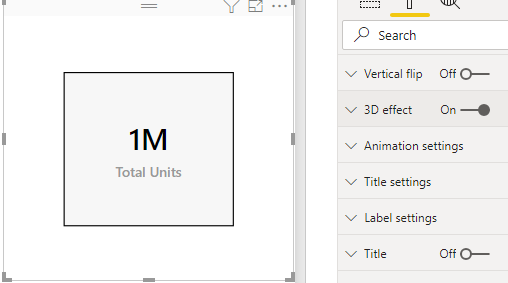 1M
Total Units
Search
Vertical flip Off
3D effect On
Animation settings
Title settings
Label settings
Title Off